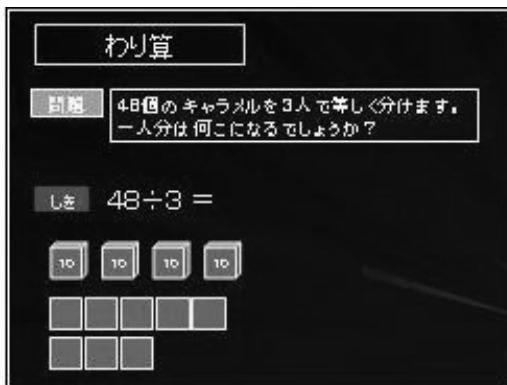 わり算
問題
48個のキャラメルを3人で等しく分けます。
一人分は何こになるでしょうか？
しき 48÷3＝
10 10 10 10